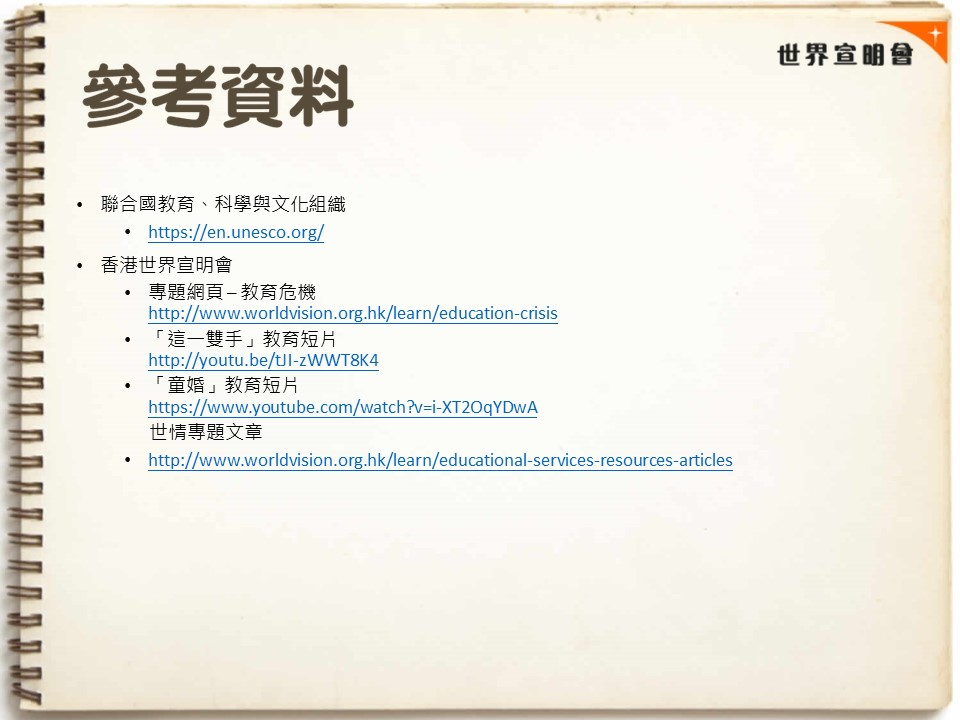 世界宣明會
參考資料
• 聯合國教育、科學與文化組織
• https://en.unesco.org/
• 香港世界宣明會
• 專題網頁 – 教育危機
http://www.worldvision.org.hk/learn/education-crisis
• 「這一雙手」教育短片
http://youtu.be/tJI-zWWT8K4
• 「童婚」教育短片
https://www.youtube.com/watch?v=i-XT2OqYDwA
世情專題文章
• http://www.worldvision.org.hk/learn/educational-services-resources-articles